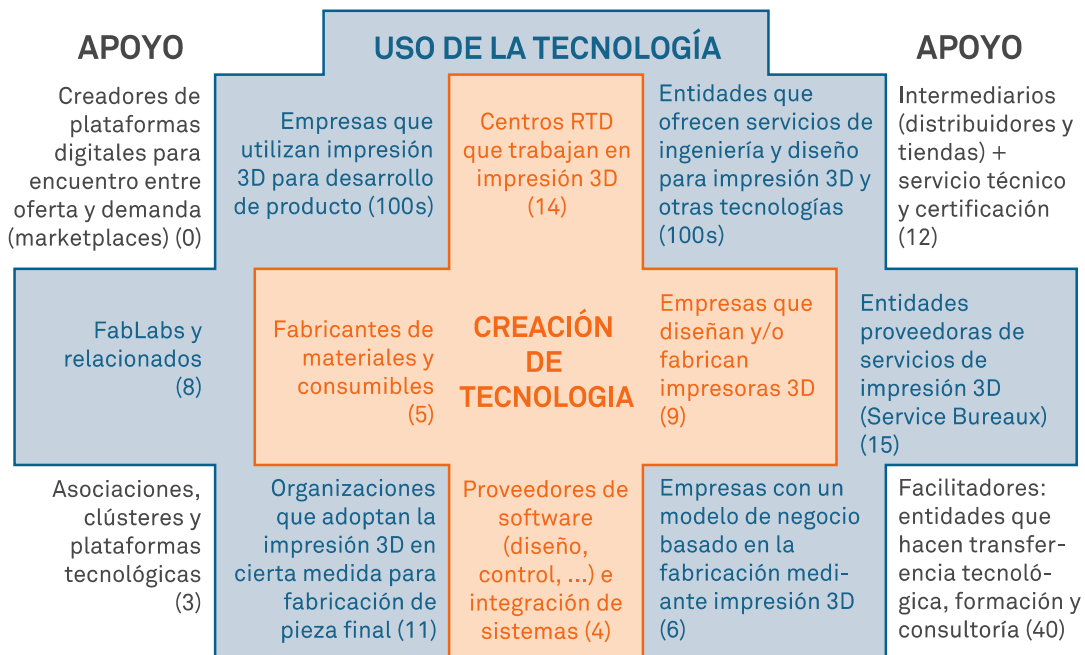 APOYO
USO DE LA TECNOLOGÍA
APOYO
Creadores de
plataformas
digitales para
encuentro entre
oferta y demanda
(marketplaces) (0)
Empresas que
utilizan impresión
3D para desarrollo
de producto (100s)
Centros RTD
que trabajan en
impresión 3D
(14)
Entidades que
ofrecen servicios de
ingeniería y diseño
para impresión 3D y
otras tecnologías
(100s)
Intermediarios
(distribuidores y
tiendas) +
servicio técnico
y certificación
(12)
FabLabs y
relacionados
(8)
Fabricantes de
materiales y
consumibles
(5)
CREACIÓN
DE
TECNOLOGIA
Empresas que
diseñan y/o
fabrican
impresoras 3D
(9)
Entidades
proveedoras de
servicios de
impresión 3D
(Service Bureaux)
(15)
Asociaciones,
clústeres y
plataformas
tecnológicas
(3)
Organizaciones
que adoptan la
impresión 3D en
cierta medida para
fabricación de
pieza final (11)
Proveedores de
software
(diseño,
control, ...) e
integración de
sistemas (4)
Empresas con un
modelo de negocio
basado en la
fabricación medi-
ante impresión 3D
(6)
Facilitadores:
entidades que
hacen transfer-
encia tecnoló-
gica, formación y
consultoría (40)